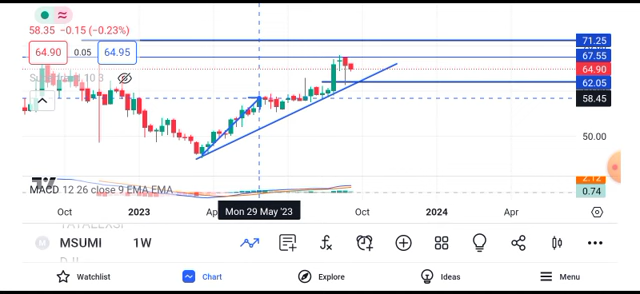 58.35 −0.15 (−0.23%)
64.90 0.05 64.95
71.25
67.55
64.90
62.05
58.45
50.00
2.12
0.74
MACD 12 26 close 9 EMA EMA
Oct 2023 Ap Mon 29 May '23 Oct 2024 Apr
M MSUMI 1W
Watchlist Chart Explore Ideas Menu